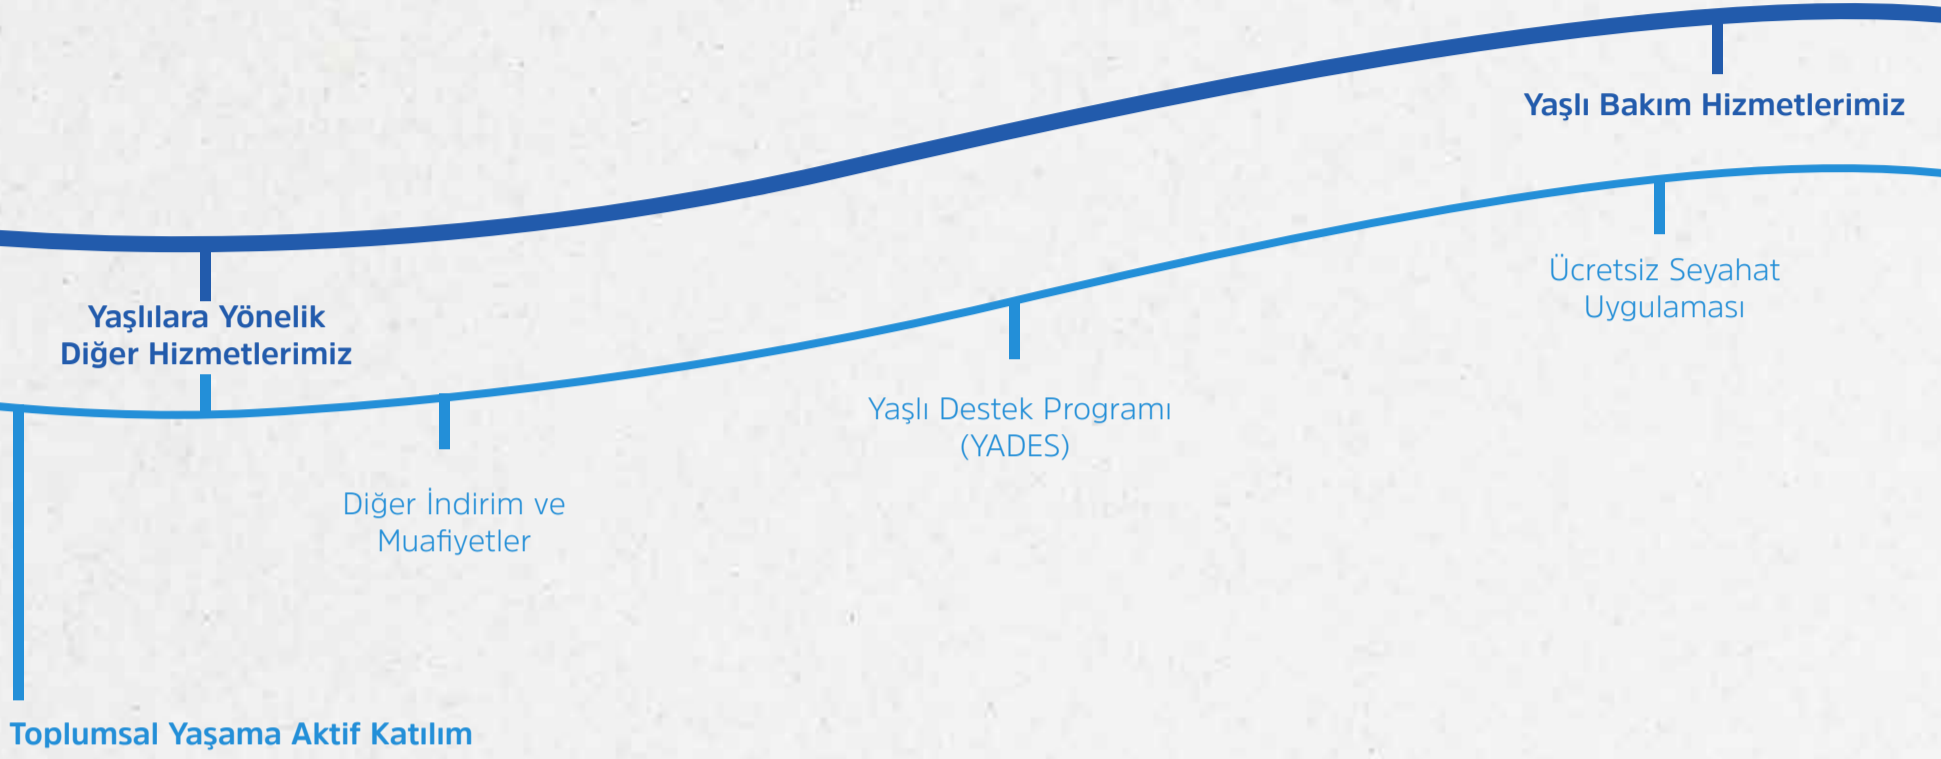 Yaşlı Bakım Hizmetlerimiz
Ücretsiz Seyahat
Uygulaması
Yaşlılara Yönelik
Diğer Hizmetlerimiz
Yaşlı Destek Programı
(YADES)
Diğer İndirim ve
Muafiyetler
Toplumsal Yaşama Aktif Katılım